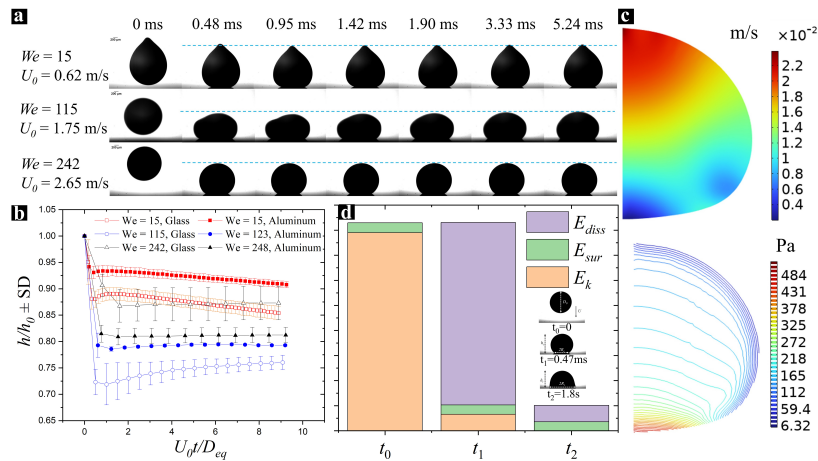 a
0 ms
0.48 ms
0.95 ms
1.42 ms
1.90 ms
3.33 ms
5.24 ms
We = 15
U0 = 0.62 m/s
We = 115
U0 = 1.75 m/s
We = 242
U0 = 2.65 m/s
b
We = 15, Glass
We = 15, Aluminum
We = 115, Glass
We = 123, Aluminum
We = 242, Glass
We = 248, Aluminum
1.05
1.00
0.95
0.90
0.85
0.80
0.75
0.70
0.65
h/h0 ± SD
0
2
4
6
8
10
U0t/Deq
d
Ediss
Esur
Ek
t0=0
t1=0.47ms
t2=1.8s
t0
t1
t2
c
m/s
×10⁻²
2.2
2
1.8
1.6
1.4
1.2
1
0.8
0.6
0.4
Pa
484
431
378
325
272
218
165
112
59.4
6.32